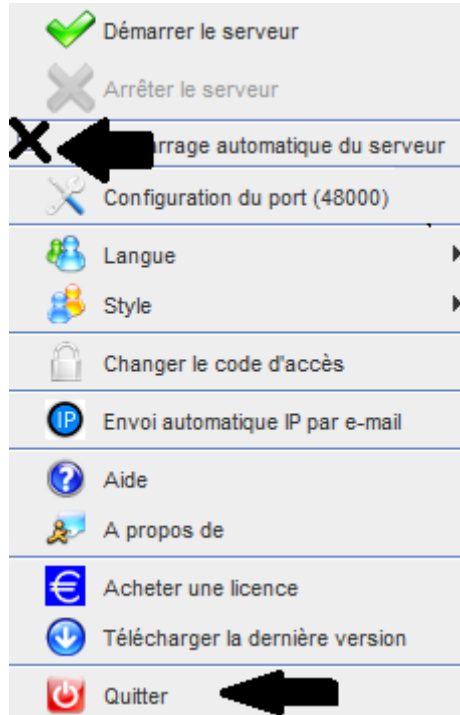 Démarrer le serveur
Arrêter le serveur
automatique du serveur
Configuration du port (48000)
Langue
Style
Changer le code d'accès
IP Envoi automatique IP par e-mail
? Aide
A propos de
€ Acheter une licence
Télécharger la dernière version
Quitter